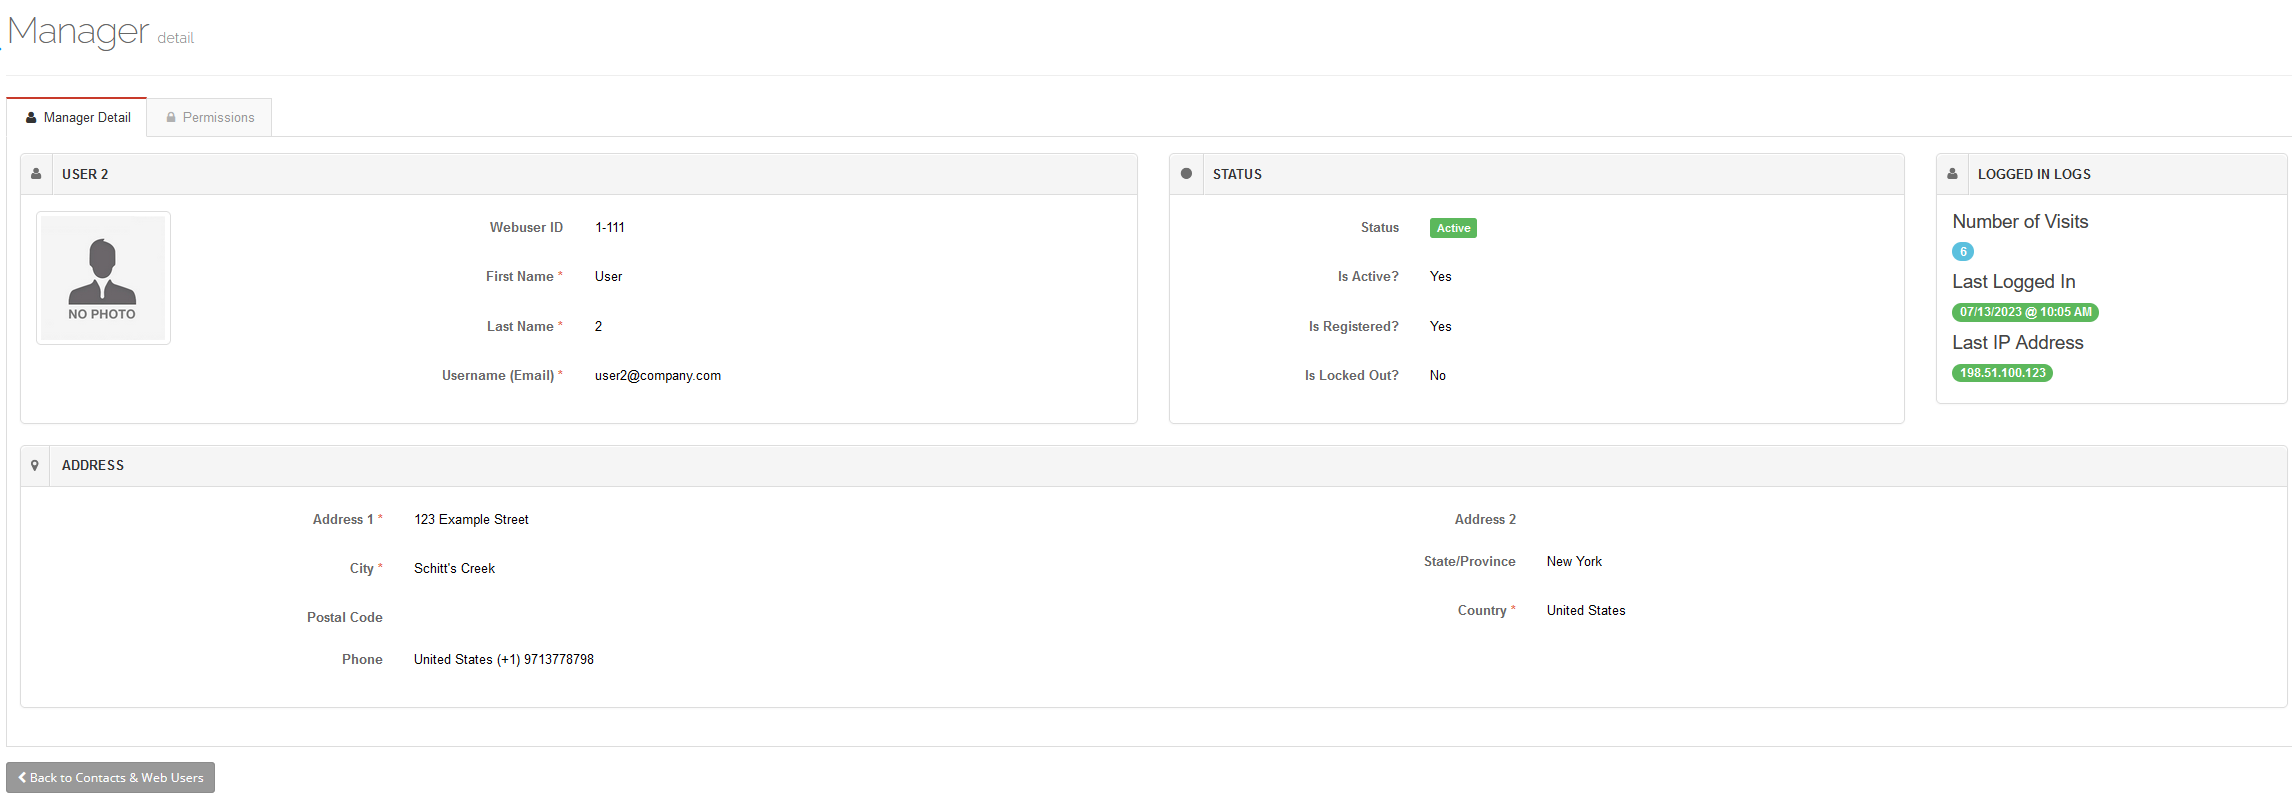 Manager detail
Manager Detail
Permissions
USER 2
NO PHOTO
Webuser ID 1-111
First Name * User
Last Name * 2
Username (Email) * user2@company.com
STATUS
Status Active
Is Active? Yes
Is Registered? Yes
Is Locked Out? No
LOGGED IN LOGS
Number of Visits
6
Last Logged In
07/13/2023 @ 10:05 AM
Last IP Address
198.51.100.123
ADDRESS
Address 1 * 123 Example Street
City * Schitt's Creek
Postal Code
Phone United States (+1) 9713778798
Address 2
State/Province New York
Country * United States
Back to Contacts & Web Users